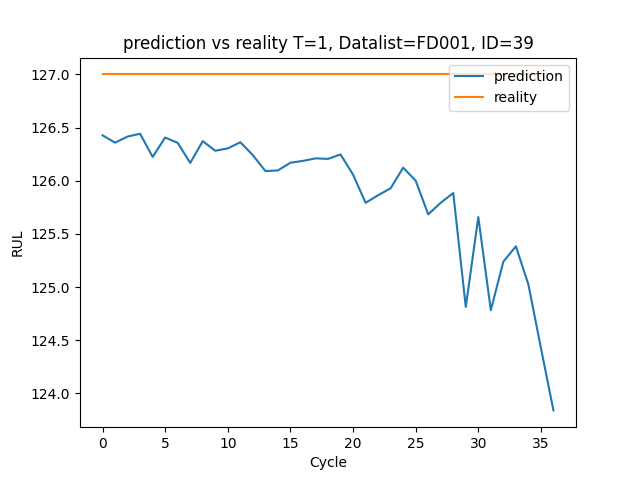 prediction vs reality T=1, Datalist=FD001, ID=39
127.0
126.5
126.0
125.5
125.0
124.5
124.0
RUL
prediction
reality
0 5 10 15 20 25 30 35
Cycle